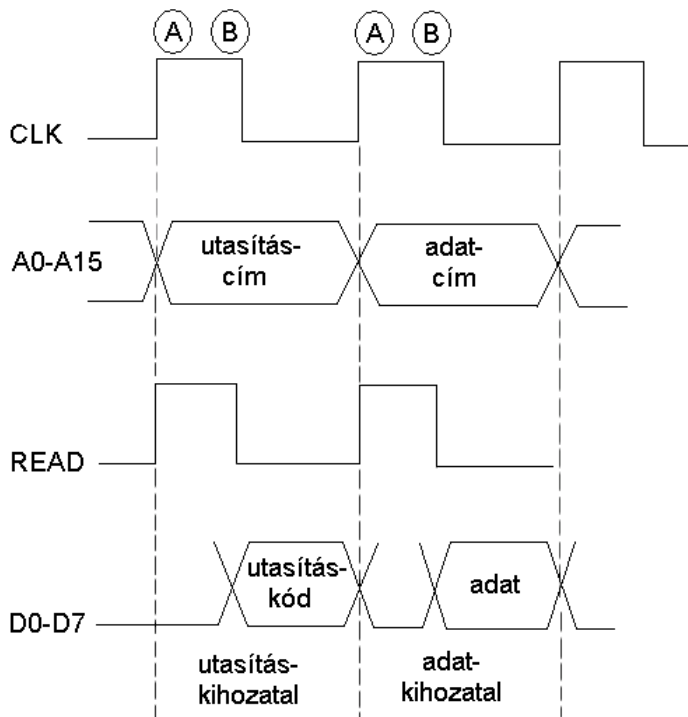 A B A B
CLK
A0-A15
utasítás-
cím
adat-
cím
READ
D0-D7
utasítás-
kód
adat
utasítás-
kihozatal
adat-
kihozatal